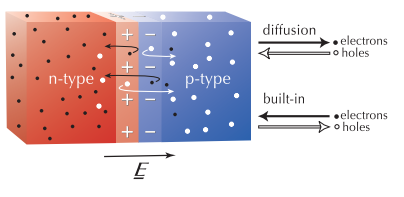 diffusion
electrons
holes
n-type
p-type
built-in
electrons
holes
+ −
+ −
+ −
+ −
E